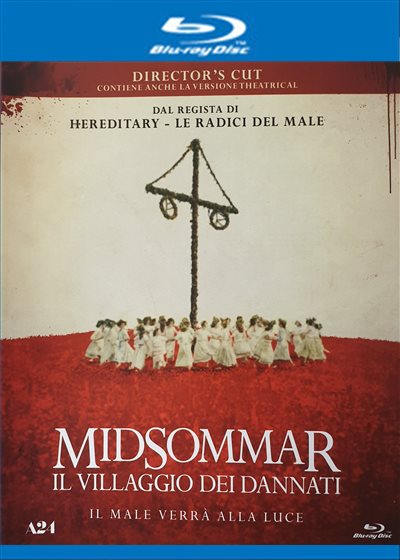 Blu-ray Disc
DIRECTOR'S CUT
CONTIENE ANCHE LA VERSIONE THEATRICAL
DAL REGISTA DI
HEREDITARY - LE RADICI DEL MALE
MIDSOMMAR
IL VILLAGGIO DEI DANNATI
IL MALE VERRÀ ALLA LUCE
A24
Blu-ray Disc